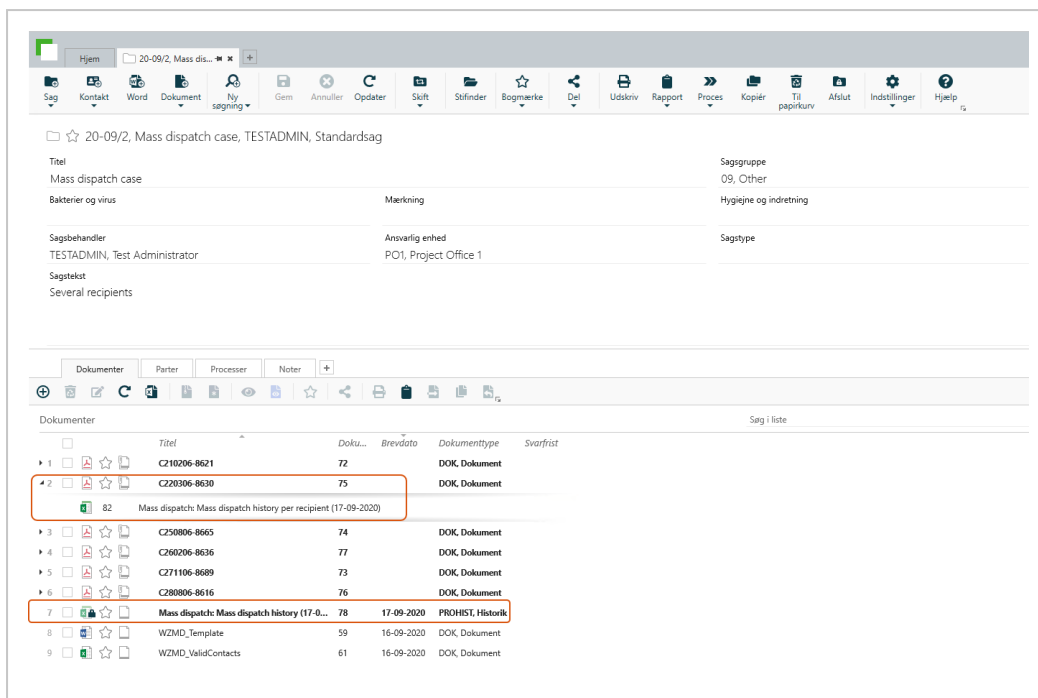 Hjem 20-09/2, Mass dis...
Sag Kontakt Word Dokument Ny søgning Gem Annuller Opdater Skift Stifinder Bogmærke Del Udskriv Rapport Proces Kopiér Til papirkurv Afslut Indstillinger Hjælp
20-09/2, Mass dispatch case, TESTADMIN, Standardsag
Titel Sagsgruppe
Mass dispatch case 09, Other
Bakterier og virus Mærkning Hygiejne og indretning
Sagsbehandler Ansvarlig enhed Sagstype
TESTADMIN, Test Administrator PO1, Project Office 1
Sagstekst
Several recipients
Dokumenter Parter Processer Noter
Dokumenter Søg i liste
Titel Doku... Brevdato Dokumenttype Svarfrist
1 C210206-8621 72 DOK, Dokument
2 C220306-8630 75 DOK, Dokument
82 Mass dispatch: Mass dispatch history per recipient (17-09-2020)
3 C250806-8665 74 DOK, Dokument
4 C260206-8636 77 DOK, Dokument
5 C271106-8689 73 DOK, Dokument
6 C280806-8616 76 DOK, Dokument
7 Mass dispatch: Mass dispatch history (17-0... 78 17-09-2020 PROHIST, Historik
8 WZMD_Template 59 16-09-2020 DOK, Dokument
9 WZMD_ValidContacts 61 16-09-2020 DOK, Dokument